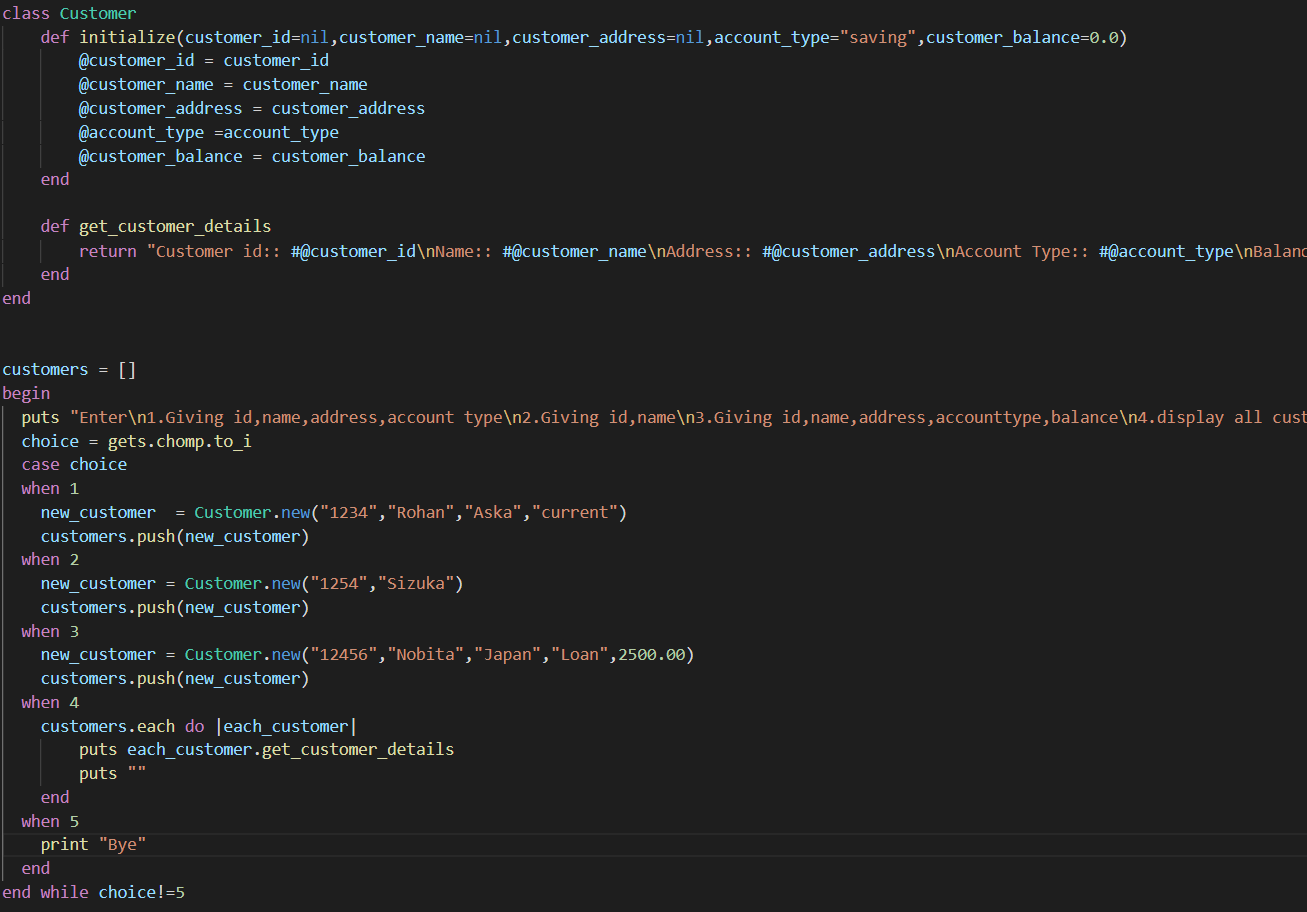 class Customer
    def initialize(customer_id=nil,customer_name=nil,customer_address=nil,account_type="saving",customer_balance=0.0)
        @customer_id = customer_id
        @customer_name = customer_name
        @customer_address = customer_address
        @account_type =account_type
        @customer_balance = customer_balance
    end

    def get_customer_details
        return "Customer id:: #@customer_id\nName:: #@customer_name\nAddress:: #@customer_address\nAccount Type:: #@account_type\nBalanc
    end
end

customers = []
begin
  puts "Enter\n1.Giving id,name,address,account type\n2.Giving id,name\n3.Giving id,name,address,accounttype,balance\n4.display all cust
  choice = gets.chomp.to_i
  case choice
  when 1
    new_customer  = Customer.new("1234","Rohan","Aska","current")
    customers.push(new_customer)
  when 2
    new_customer = Customer.new("1254","Sizuka")
    customers.push(new_customer)
  when 3
    new_customer = Customer.new("12456","Nobita","Japan","Loan",2500.00)
    customers.push(new_customer)
  when 4
    customers.each do |each_customer|
        puts each_customer.get_customer_details
        puts ""
    end
  when 5
    print "Bye"
  end
end while choice!=5